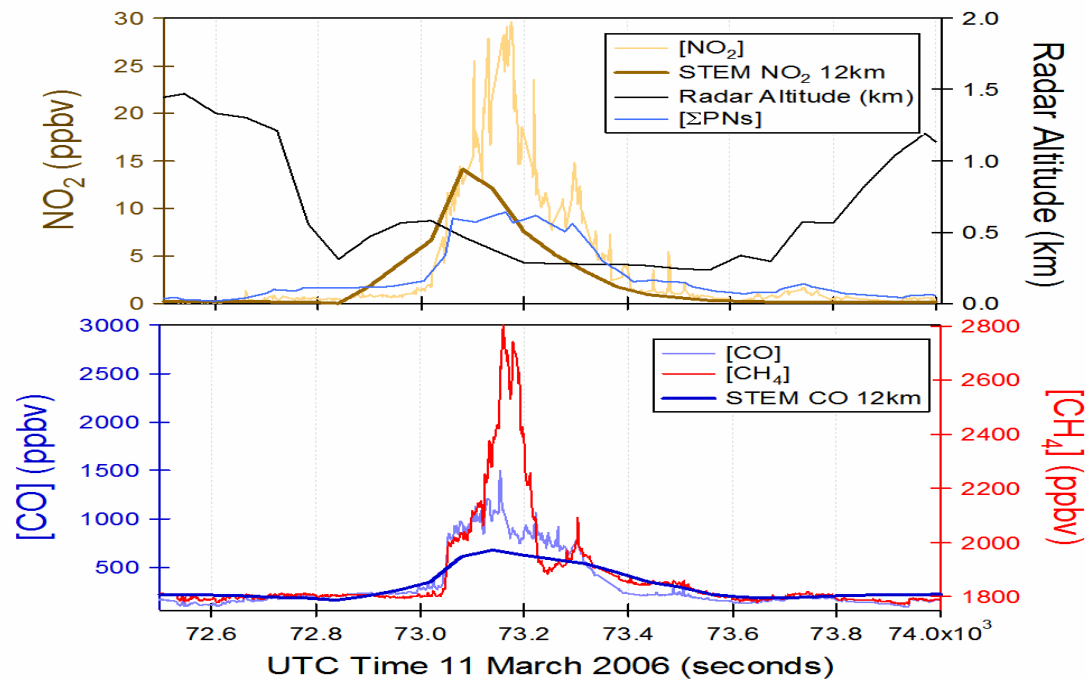 30
25
20
15
10
5
0
NO₂ (ppbv)
2.0
1.5
1.0
0.5
0.0
Radar Altitude (km)
[NO₂]
STEM NO₂ 12km
Radar Altitude (km)
[ΣPNs]
3000
2500
2000
1500
1000
500
[CO] (ppbv)
2800
2600
2400
2200
2000
1800
[CH₄] (ppbv)
[CO]
[CH₄]
STEM CO 12km
72.6 72.8 73.0 73.2 73.4 73.6 73.8 74.0x10³
UTC Time 11 March 2006 (seconds)